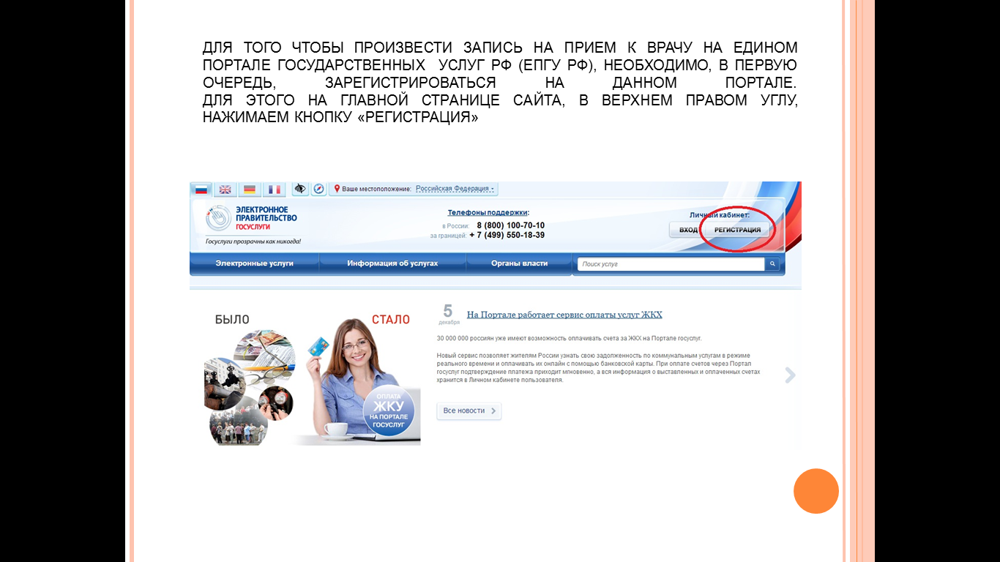 ДЛЯ ТОГО ЧТОБЫ ПРОИЗВЕСТИ ЗАПИСЬ НА ПРИЕМ К ВРАЧУ НА ЕДИНОМ
ПОРТАЛЕ ГОСУДАРСТВЕННЫХ УСЛУГ РФ (ЕПГУ РФ), НЕОБХОДИМО, В ПЕРВУЮ
ОЧЕРЕДЬ, ЗАРЕГИСТРИРОВАТЬСЯ НА ДАННОМ ПОРТАЛЕ.
ДЛЯ ЭТОГО НА ГЛАВНОЙ СТРАНИЦЕ САЙТА, В ВЕРХНЕМ ПРАВОМ УГЛУ,
НАЖИМАЕМ КНОПКУ «РЕГИСТРАЦИЯ»
Ваше местоположение: Российская Федерация
ЭЛЕКТРОННОЕ
ПРАВИТЕЛЬСТВО
ГОСУСЛУГИ
Госуслуги прозрачны как никогда!
Телефоны поддержки:
в России: 8 (800) 100-70-10
за границей: + 7 (499) 550-18-39
Личный кабинет:
ВХОД РЕГИСТРАЦИЯ
Электронные услуги Информация об услугах Органы власти Поиск услуг
БЫЛО СТАЛО
ОПЛАТА
ЖКУ
НА ПОРТАЛЕ
ГОСУСЛУГ
5
декабря
На Портале работает сервис оплаты услуг ЖКХ
30 000 000 россиян уже имеют возможность оплачивать счета за ЖКХ на Портале госуслуг.
Новый сервис позволяет жителям России узнать свою задолженность по коммунальным услугам в режиме
реального времени и оплачивать их онлайн с помощью банковской карты. При оплате счетов через Портал
госуслуг подтверждение платежа приходит мгновенно, а вся информация о выставленных и оплаченных счетах
хранится в Личном кабинете пользователя.
Все новости